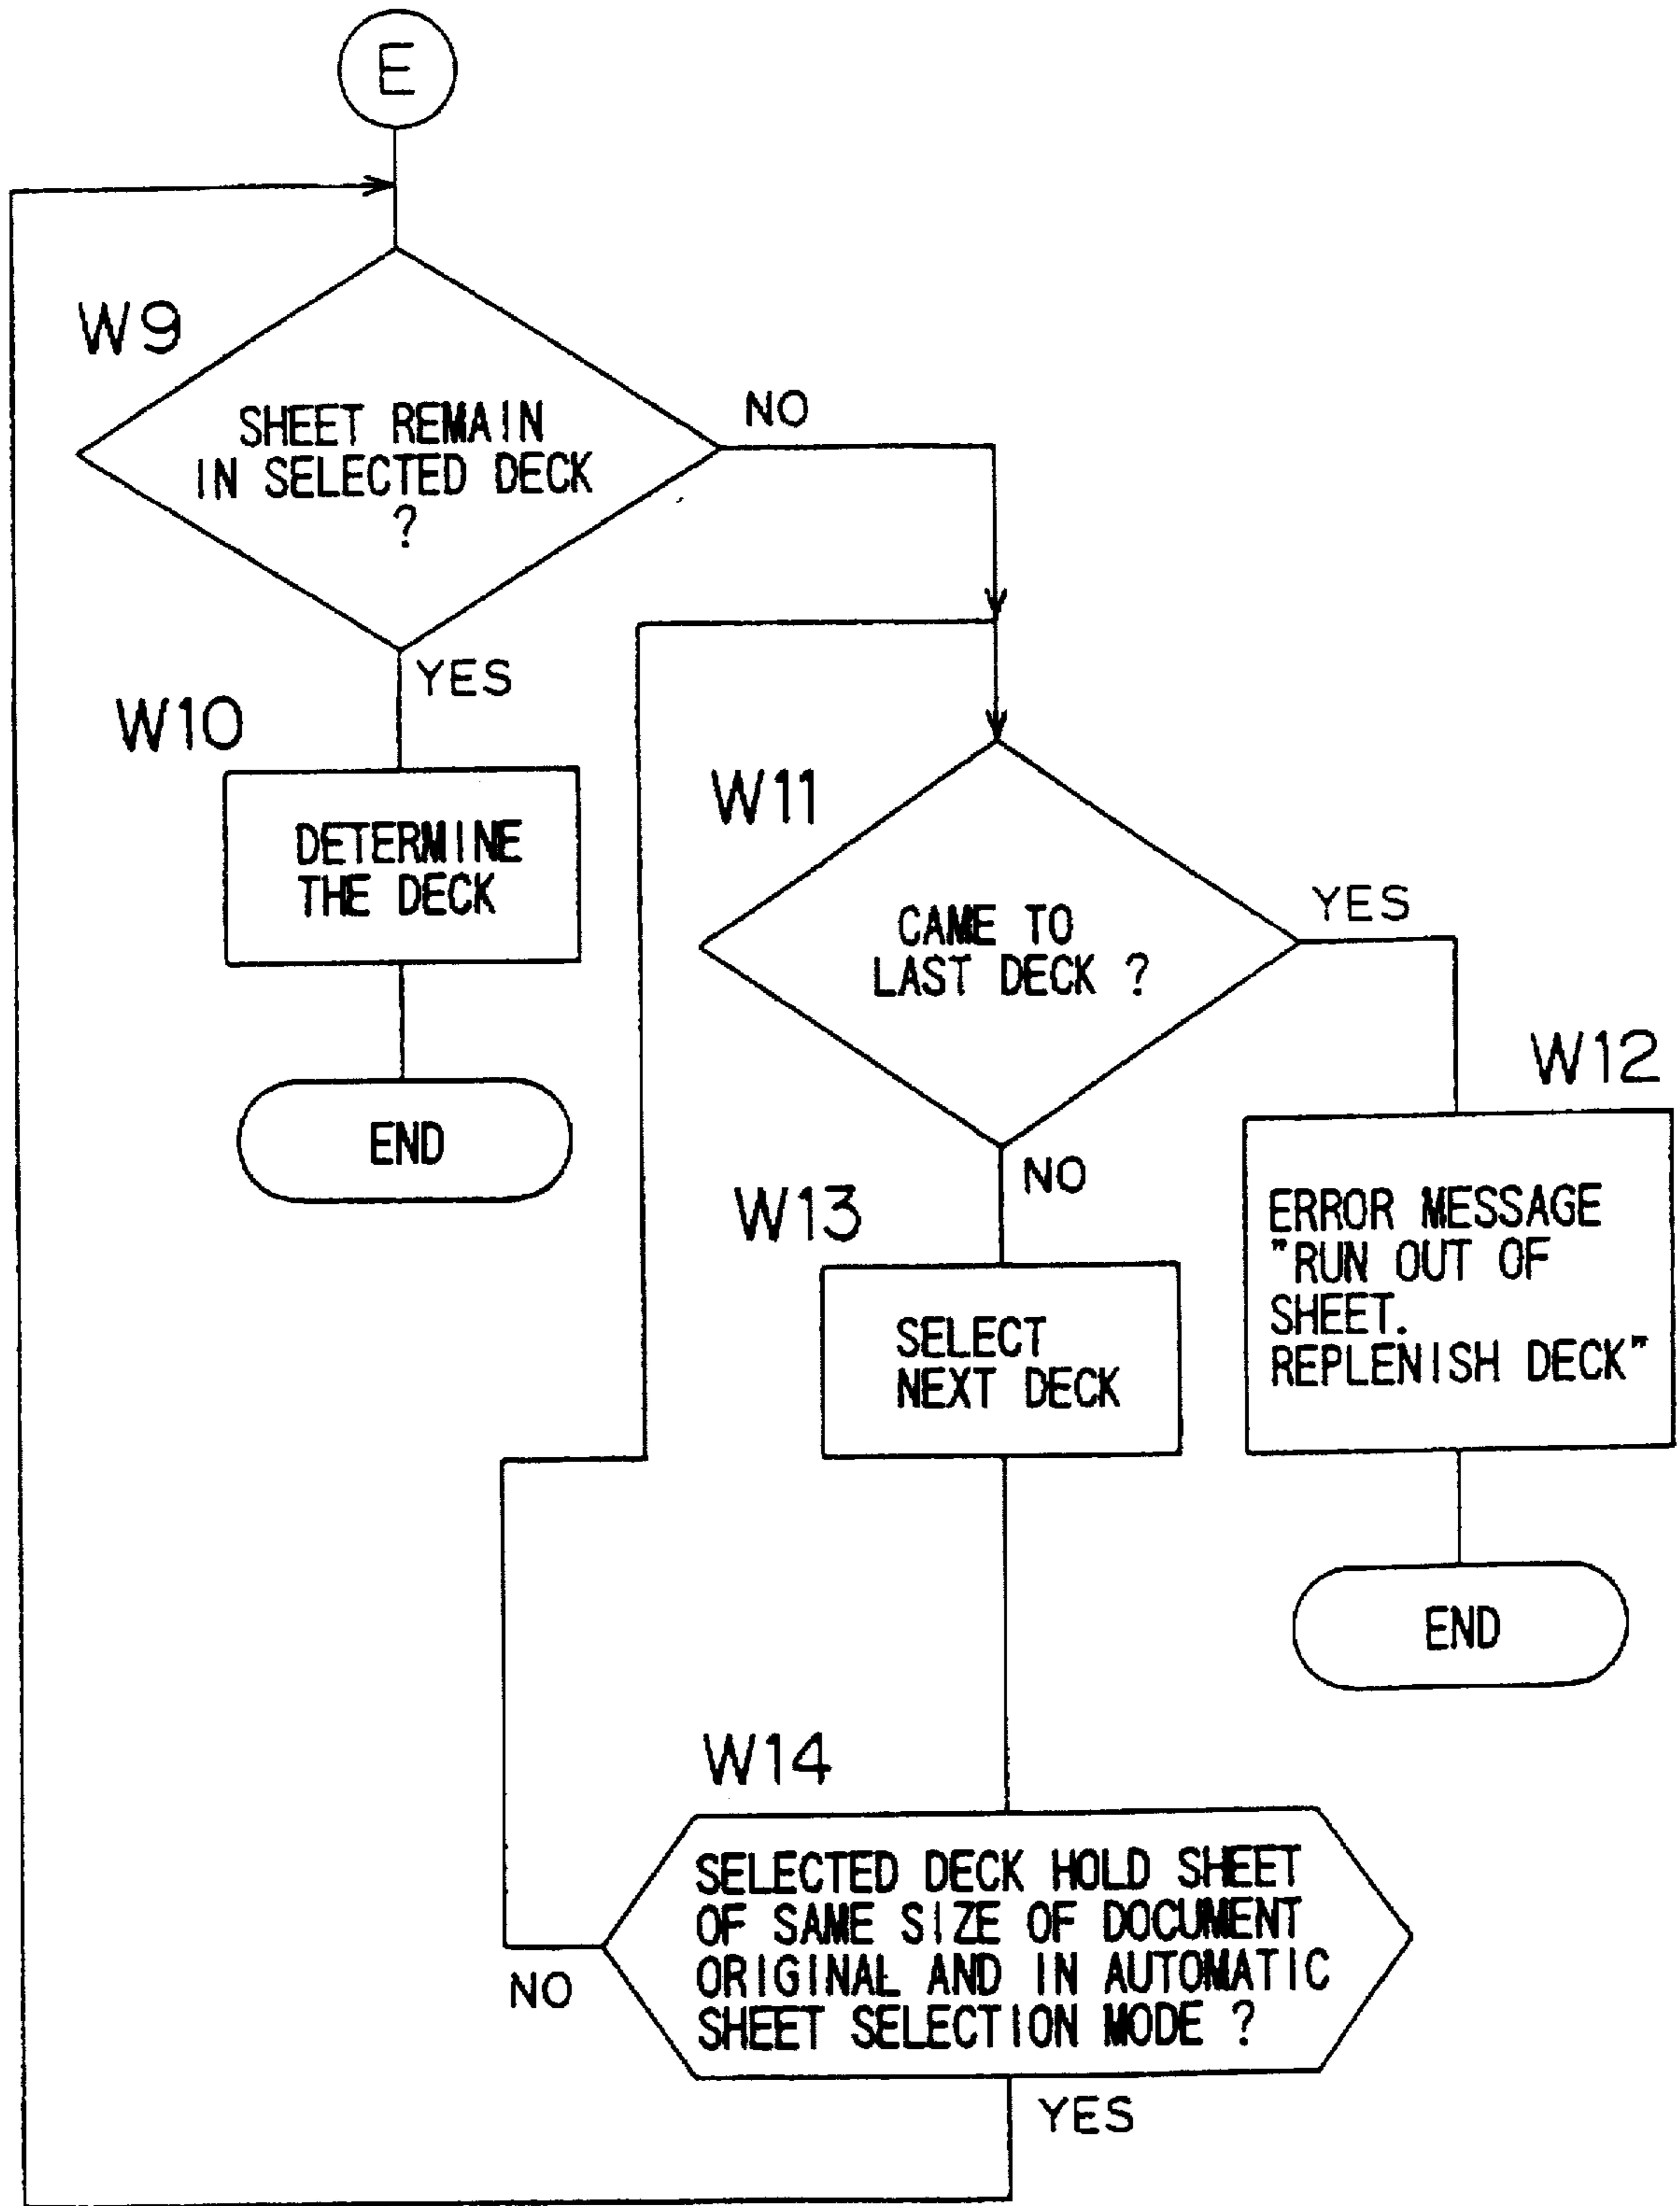 E
W9
SHEET REMAIN
IN SELECTED DECK
?
NO
YES
W10
DETERMINE
THE DECK
END
W11
CAME TO
LAST DECK ?
YES
NO
W12
ERROR MESSAGE
"RUN OUT OF
SHEET.
REPLENISH DECK"
END
W13
SELECT
NEXT DECK
W14
SELECTED DECK HOLD SHEET
OF SAME SIZE OF DOCUMENT
ORIGINAL AND IN AUTOMATIC
SHEET SELECTION MODE ?
NO
YES